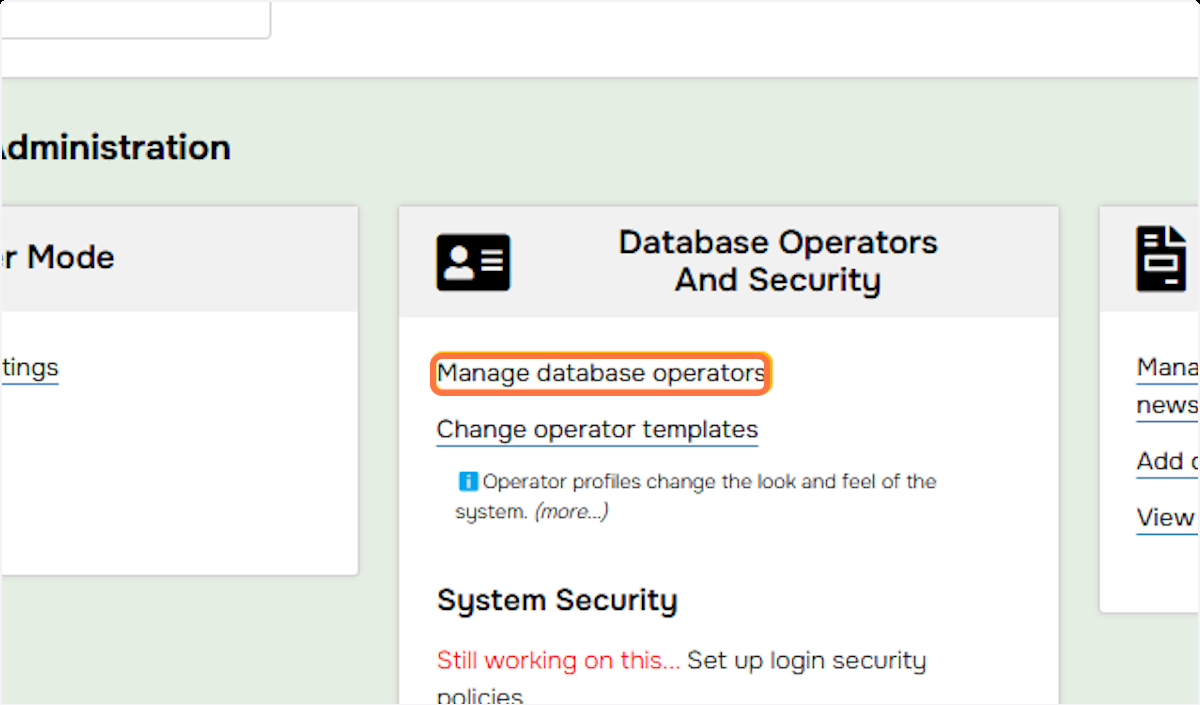 Administration
r Mode
tings
Database Operators
And Security
Manage database operators
Change operator templates
Operator profiles change the look and feel of the
system. (more...)
System Security
Still working on this... Set up login security
policies
Mana
news
Add
View